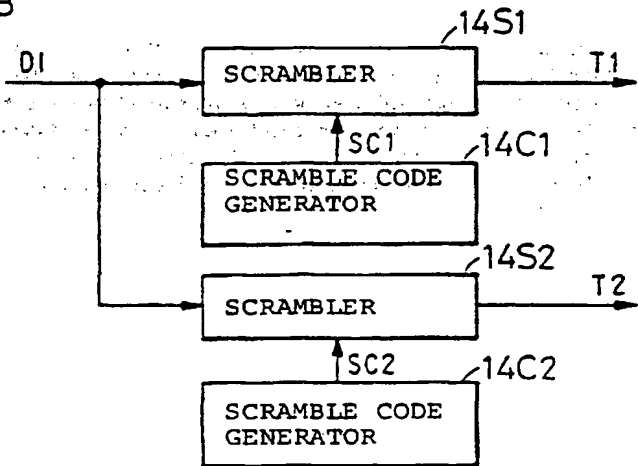 B
14S1
DI
SCRAMBLER
T1
SC1
14C1
SCRAMBLE CODE
GENERATOR
14S2
SCRAMBLER
T2
SC2
14C2
SCRAMBLE CODE
GENERATOR